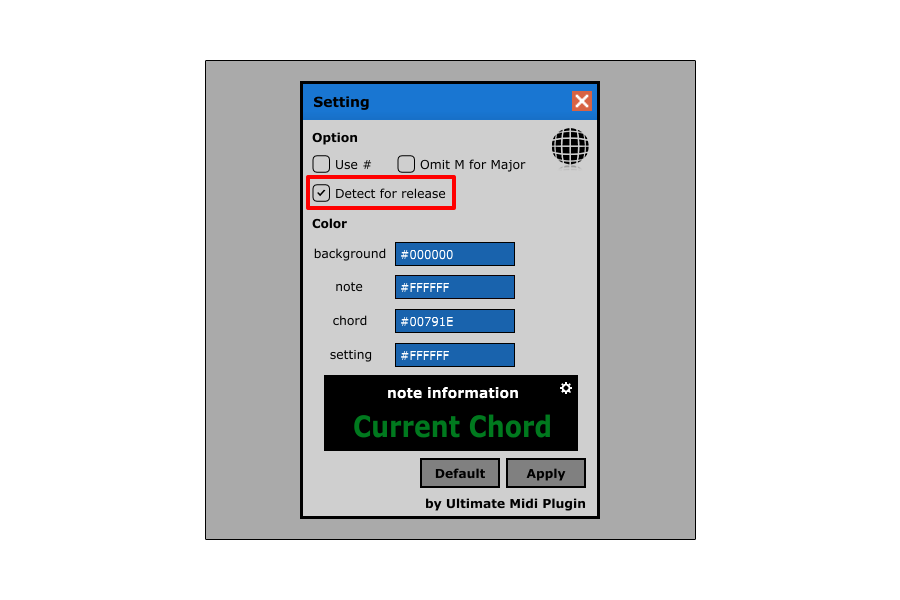 Setting
Option
Use # Omit M for Major
Detect for release
Color
background #000000
note #FFFFFF
chord #00791E
setting #FFFFFF
note information
Current Chord
Default Apply
by Ultimate Midi Plugin